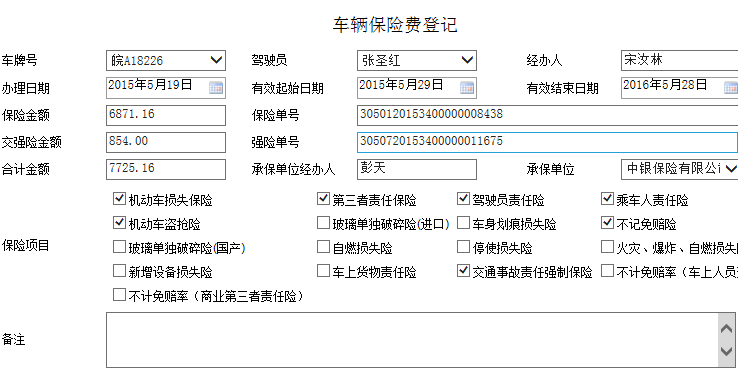 车辆保险费登记
车牌号 皖A18226 驾驶员 张圣红 经办人 宋汝林
办理日期 2015年5月19日 有效起始日期 2015年5月29日 有效结束日期 2016年5月28日
保险金额 6871.16 保险单号 3050120153400000008438
交强险金额 854.00 强险单号 3050720153400000011675
合计金额 7725.16 承保单位经办人 彭天 承保单位 中银保险有限公
机动车损失保险 第三者责任保险 驾驶员责任险 乘车人责任险
机动车盗抢险 玻璃单独破碎险(进口) 车身划痕损失险 不记免赔险
保险项目
玻璃单独破碎险(国产) 自燃损失险 停使损失险 火灾、爆炸、自燃损失
新增设备损失险 车上货物责任险 交通事故责任强制保险 不计免赔率（车上人员
不计免赔率（商业第三者责任险）
备注